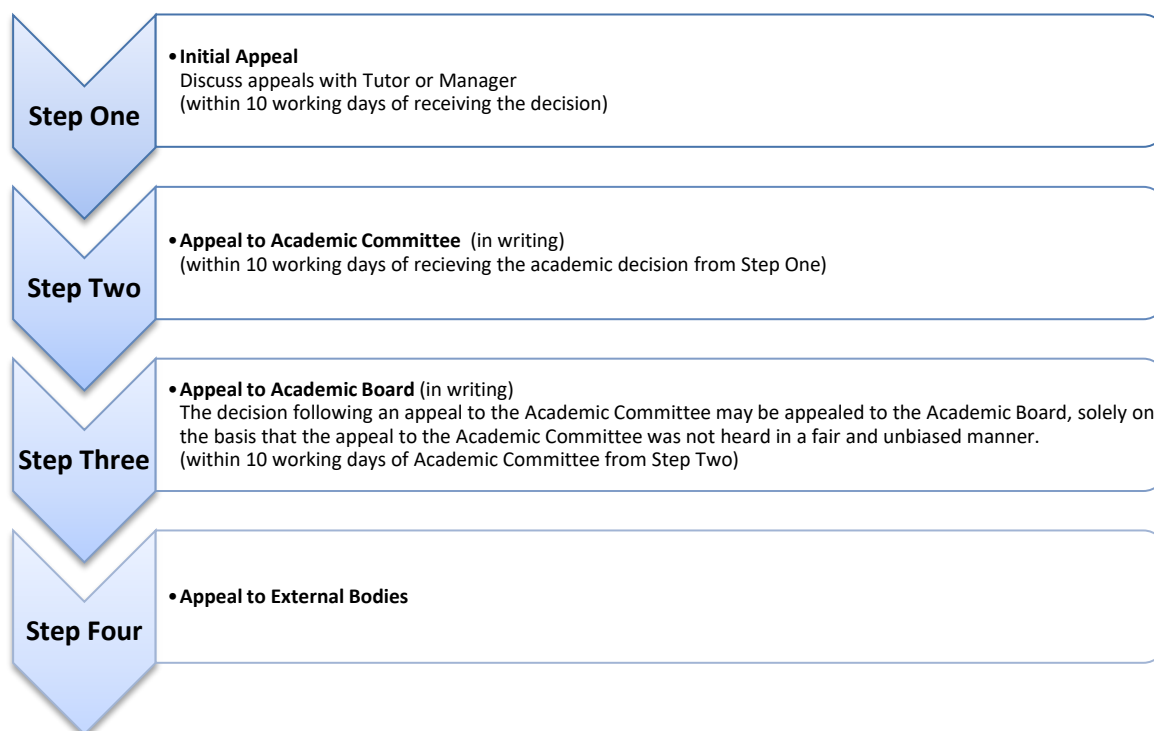 Step One
•Initial Appeal
Discuss appeals with Tutor or Manager
(within 10 working days of receiving the decision)
Step Two
•Appeal to Academic Committee (in writing)
(within 10 working days of recieving the academic decision from Step One)
Step Three
•Appeal to Academic Board (in writing)
The decision following an appeal to the Academic Committee may be appealed to the Academic Board, solely on
the basis that the appeal to the Academic Committee was not heard in a fair and unbiased manner.
(within 10 working days of Academic Committee from Step Two)
Step Four
•Appeal to External Bodies